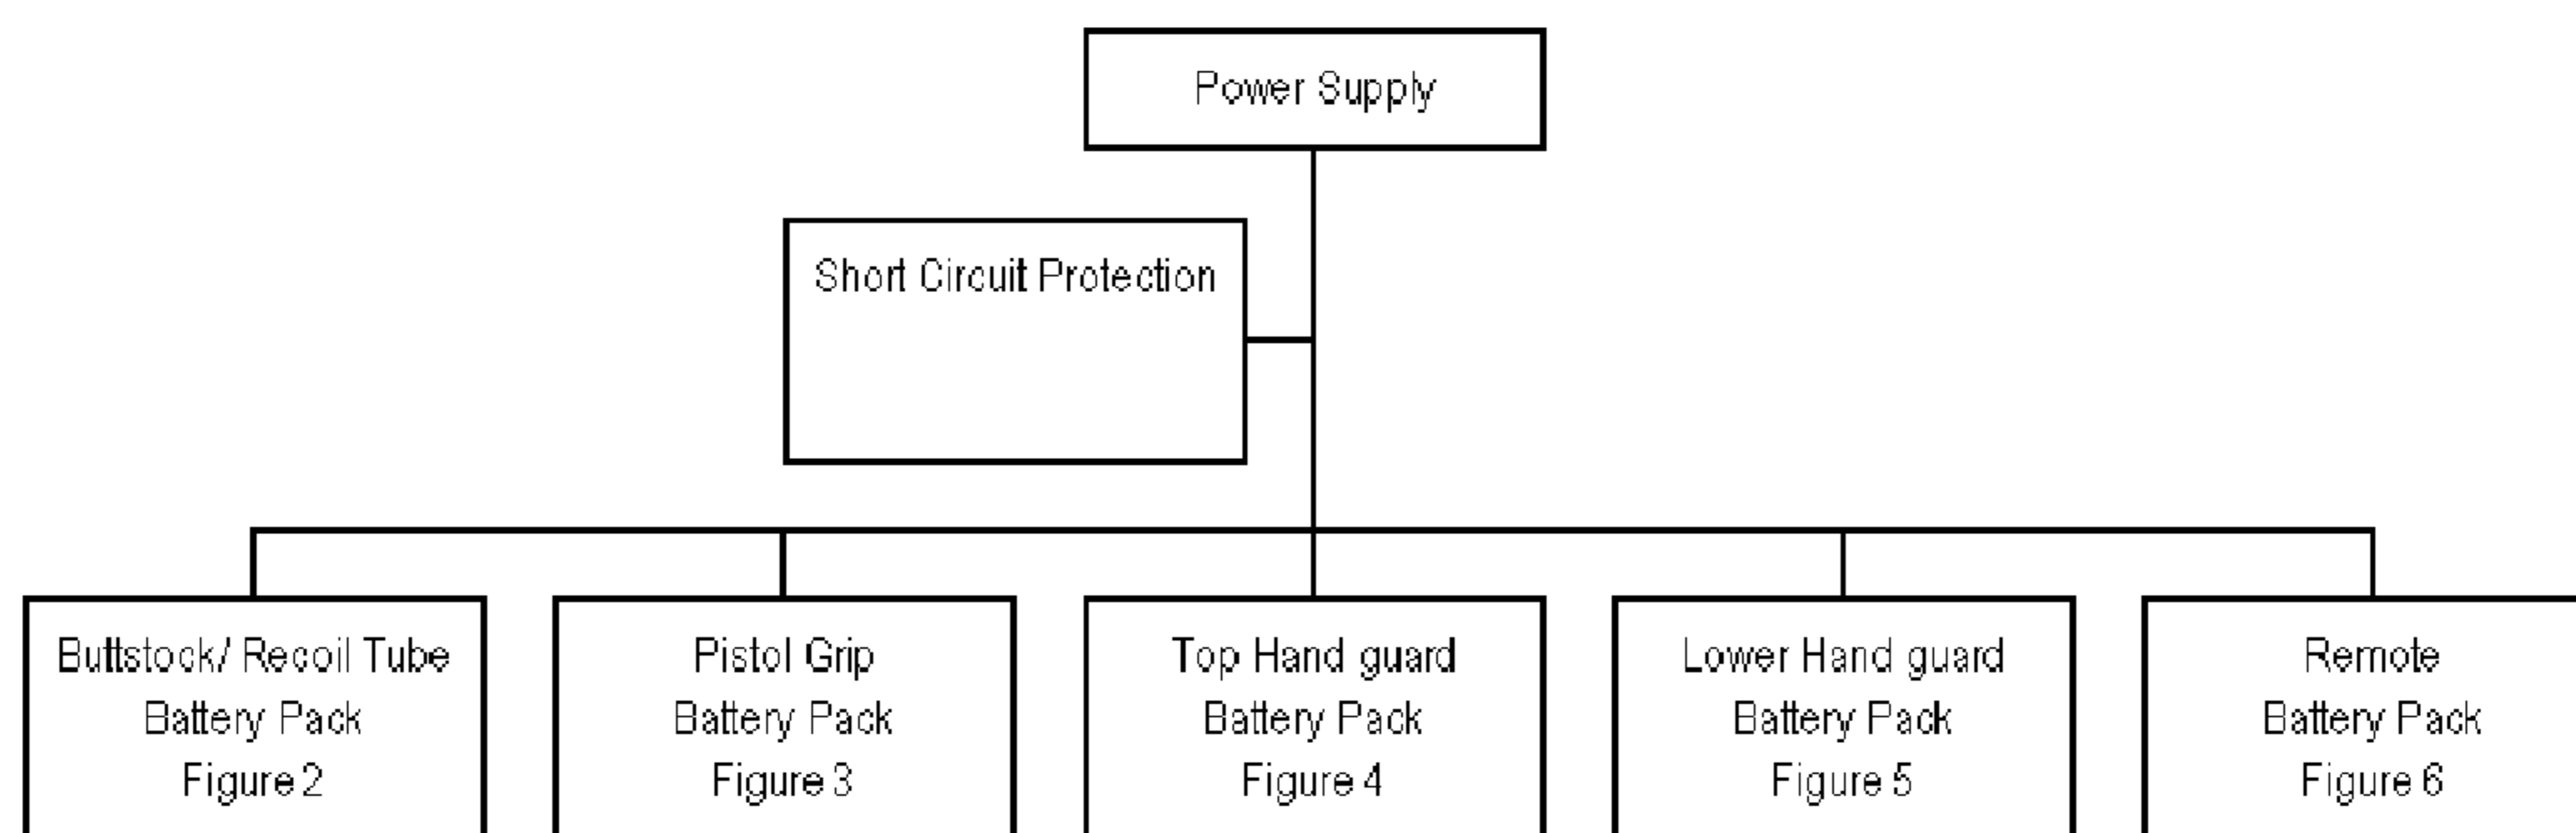 Power Supply
Short Circuit Protection
Buttstock/ Recoil Tube
Battery Pack
Figure 2
Pistol Grip
Battery Pack
Figure 3
Top Hand guard
Battery Pack
Figure 4
Lower Hand guard
Battery Pack
Figure 5
Remote
Battery Pack
Figure 6